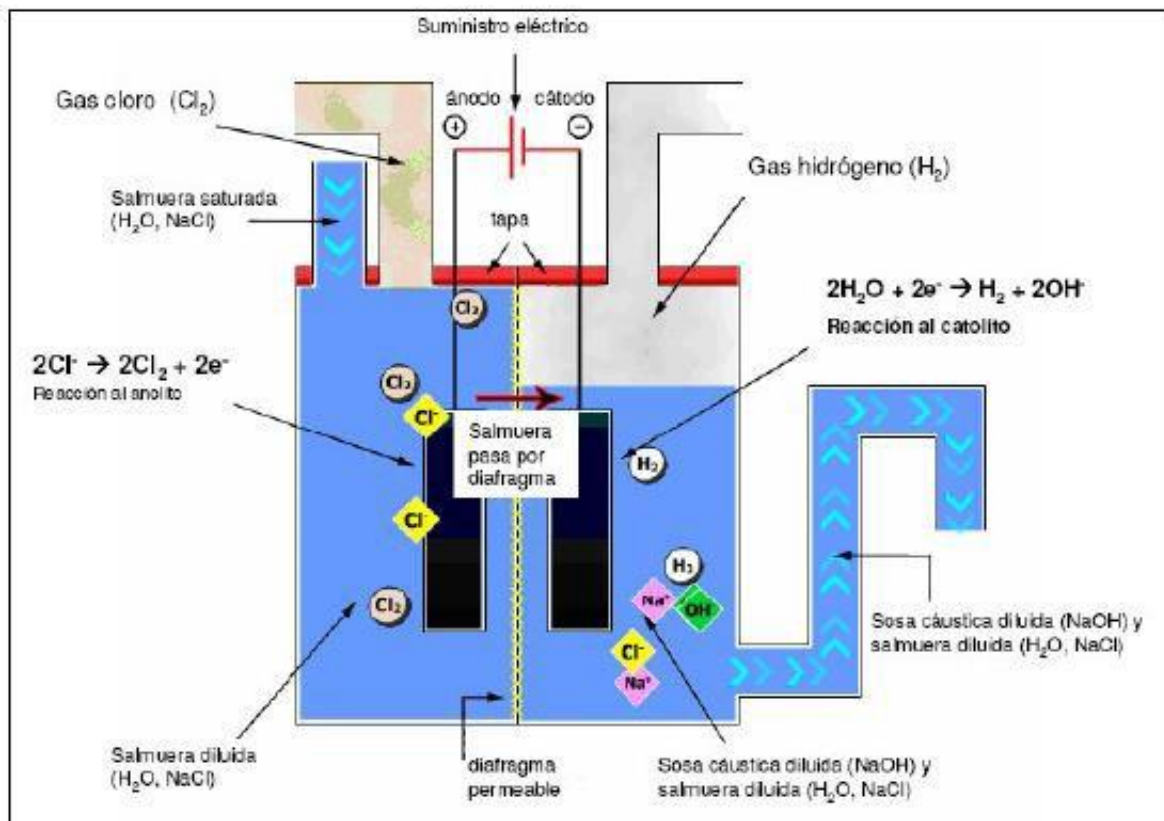 Suministro eléctrico
Gas cloro (Cl₂)
ánodo
cátodo
+
−
Salmuera saturada
(H₂O, NaCl)
tapa
Gas hidrógeno (H₂)
2H₂O + 2e⁻ → H₂ + 2OH⁻
Reacción al catolito
2Cl⁻ → 2Cl₂ + 2e⁻
Reacción al anolito
Cl₂
Cl₂
Cl⁻
Salmuera
pasa por
diafragma
H₂
Cl⁻
H₂
Cl₂
Na⁺
OH
Cl⁻
Na⁺
Sosa cáustica diluida (NaOH) y
salmuera diluida (H₂O, NaCl)
Salmuera diluida
(H₂O, NaCl)
diafragma
permeable
Sosa cáustica diluida (NaOH) y
salmuera diluida (H₂O, NaCl)